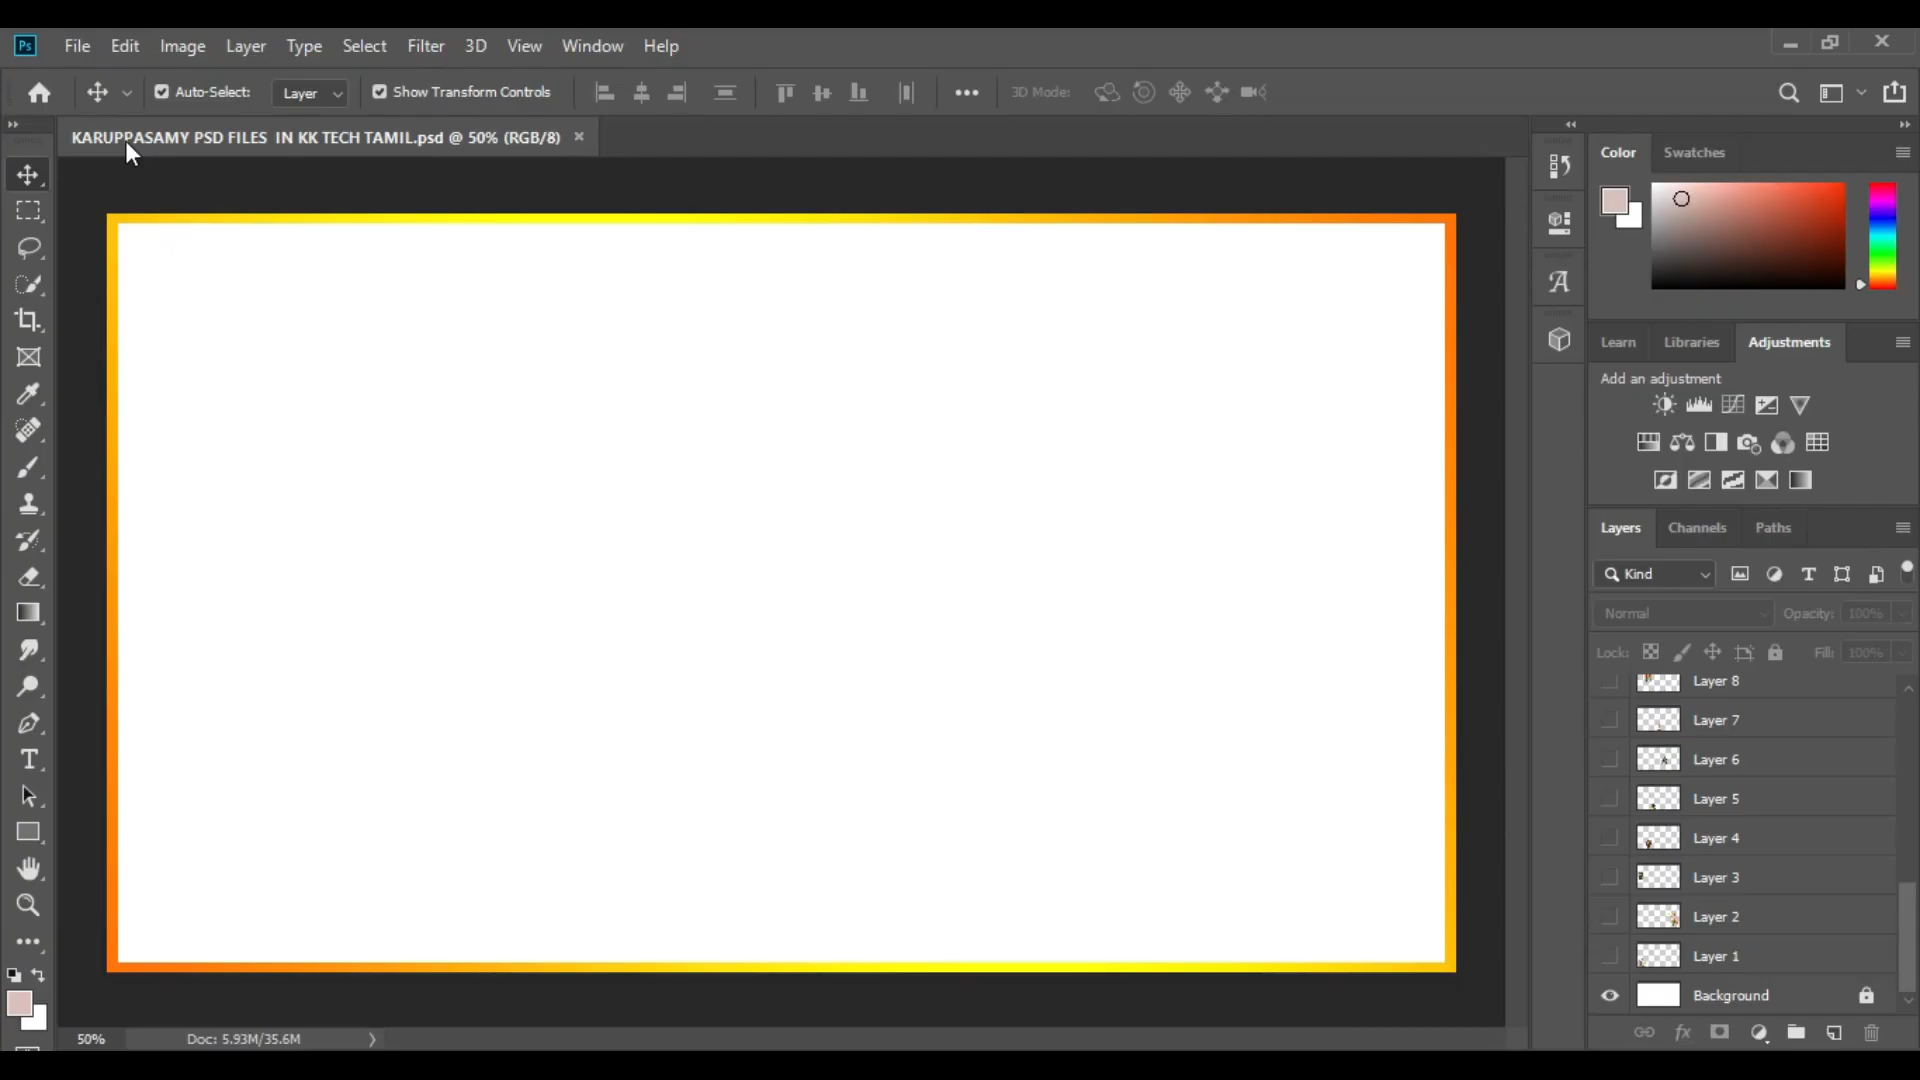 Ps File Edit Image Layer Type Select Filter 3D View Window Help
Auto-Select: Layer Show Transform Controls 3D Mode:
KARUPPASAMY PSD FILES IN KK TECH TAMIL.psd @ 50% (RGB/8)
Color Swatches
Learn Libraries Adjustments
Add an adjustment
Layers Channels Paths
Kind
Normal Opacity: 100%
Lock: Fill: 100%
Layer 8
Layer 7
Layer 6
Layer 5
Layer 4
Layer 3
Layer 2
Layer 1
Background
50% Doc: 5.93M/35.6M